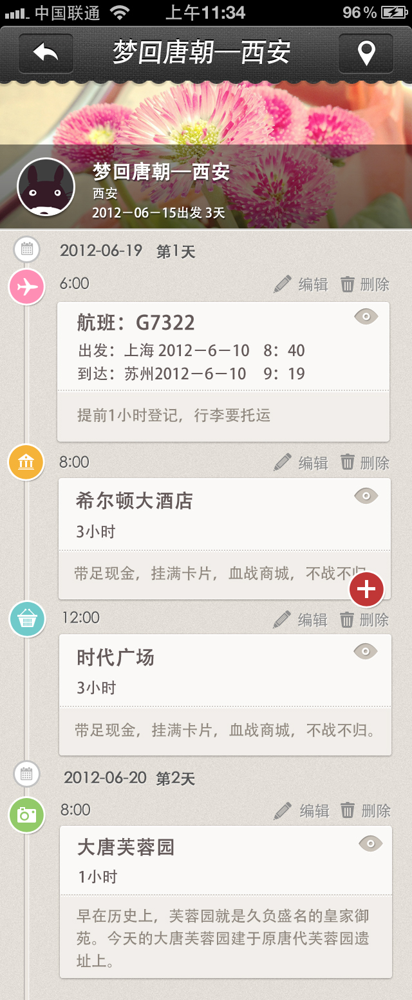 中国联通 上午11:34 96%
梦回唐朝—西安
梦回唐朝—西安
西安
2012－06－15出发 3天
2012-06-19 第1天
6:00 编辑 删除
航班：G7322
出发：上海 2012－6－10 8：40
到达：苏州2012－6－10 9：19
提前1小时登记，行李要托运
8:00 编辑 删除
希尔顿大酒店
3小时
带足现金，挂满卡片，血战商城，不战不归
12:00 编辑 删除
时代广场
3小时
带足现金，挂满卡片，血战商城，不战不归。
2012-06-20 第2天
8:00 编辑 删除
大唐芙蓉园
1小时
早在历史上，芙蓉园就是久负盛名的皇家御
苑。今天的大唐芙蓉园建于原唐代芙蓉园遗
址上。